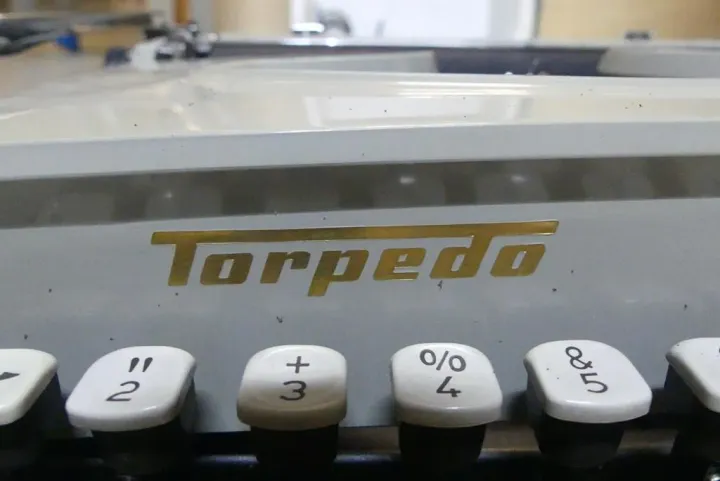 Torpedo
" + % &
2 3 4 5